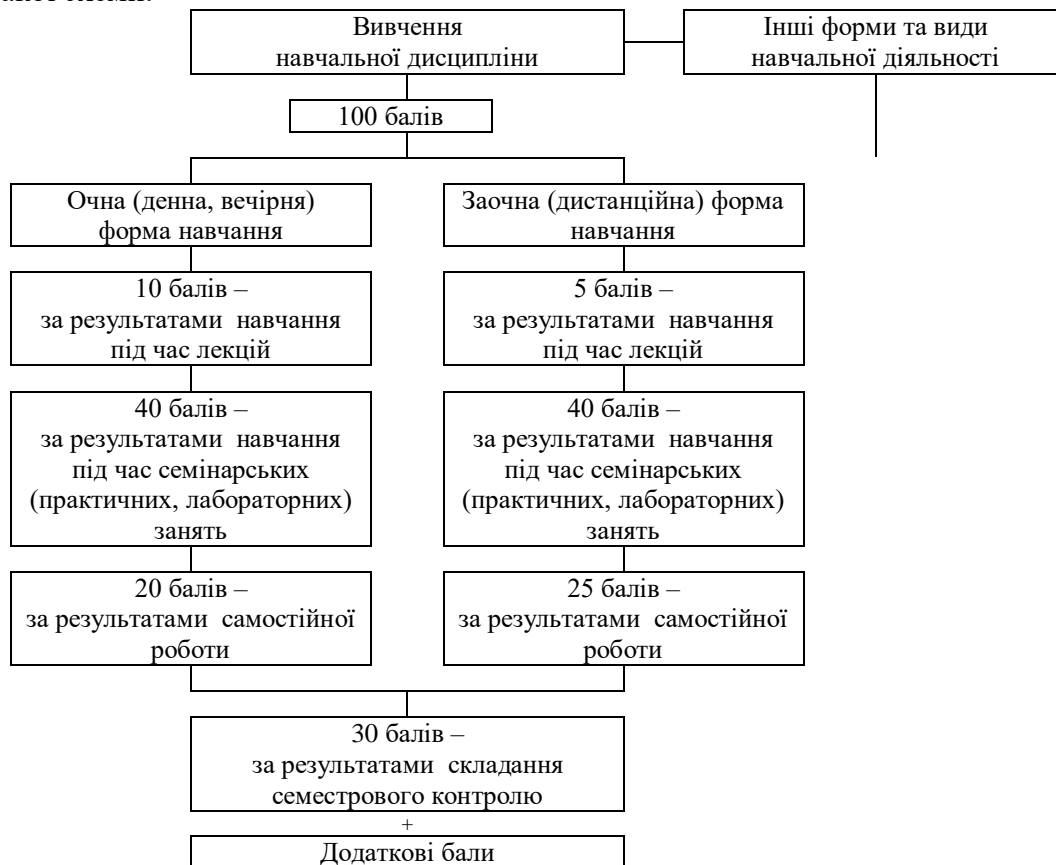 Вивчення
навчальної дисципліни
Інші форми та види
навчальної діяльності
100 балів
Очна (денна, вечірня)
форма навчання
Заочна (дистанційна) форма
навчання
10 балів –
за результатами навчання
під час лекцій
5 балів –
за результатами навчання
під час лекцій
40 балів –
за результатами навчання
під час семінарських
(практичних, лабораторних)
занять
40 балів –
за результатами навчання
під час семінарських
(практичних, лабораторних)
занять
20 балів –
за результатами самостійної
роботи
25 балів –
за результатами самостійної
роботи
30 балів –
за результатами складання
семестрового контролю
+
Додаткові бали